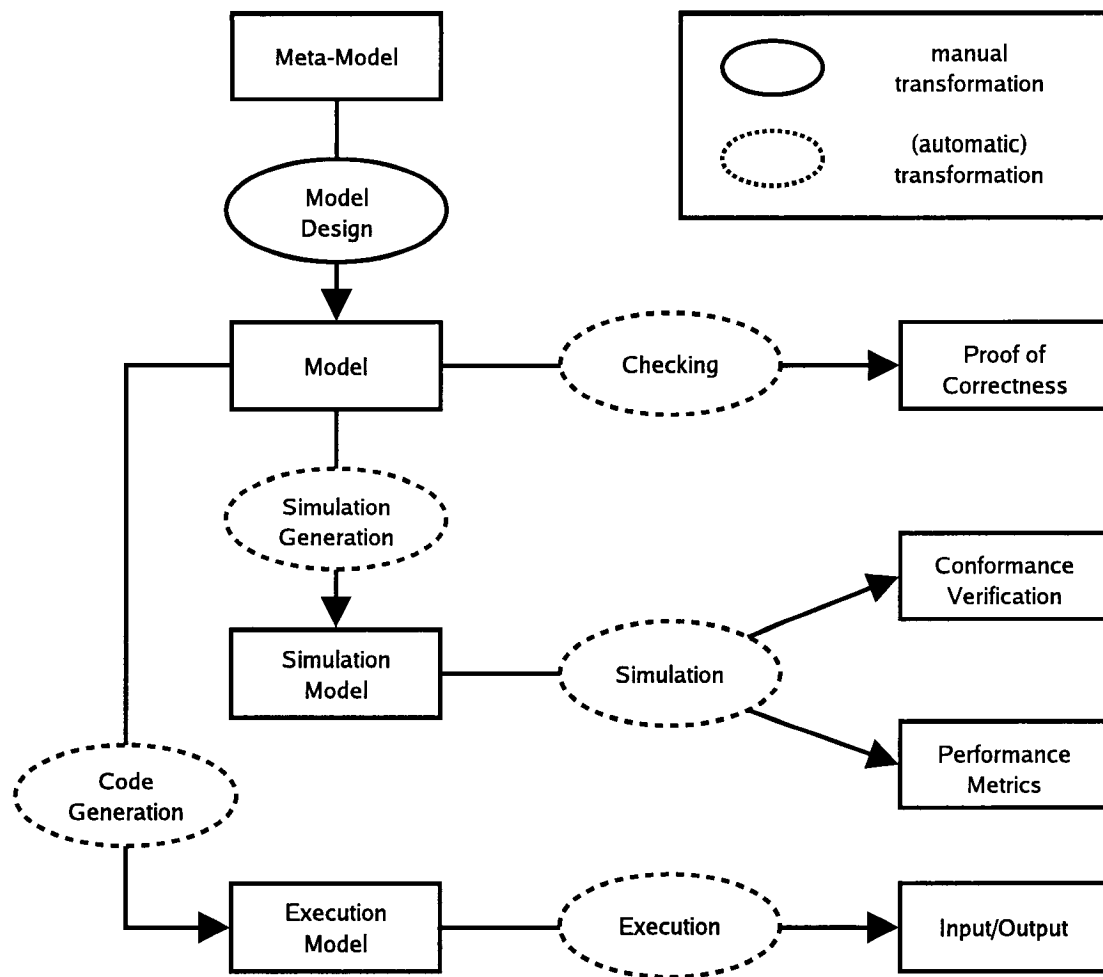 Meta-Model
manual
transformation
(automatic)
transformation
Model
Design
Model
Checking
Proof of
Correctness
Simulation
Generation
Conformance
Verification
Simulation
Model
Simulation
Performance
Metrics
Code
Generation
Execution
Model
Execution
Input/Output